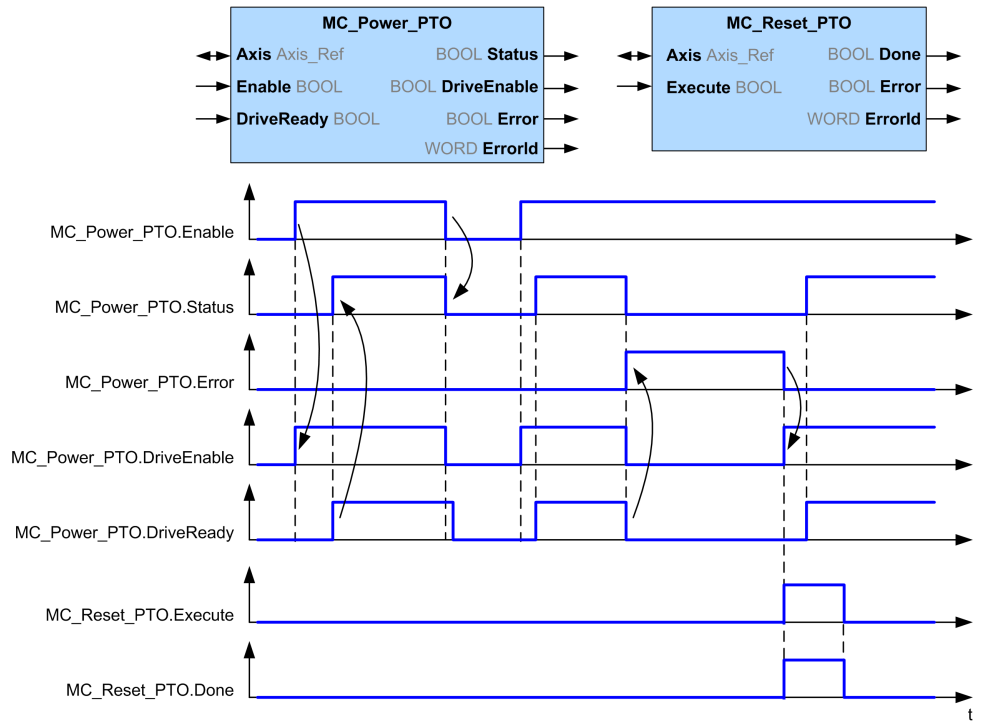 MC_Power_PTO
Axis Axis_Ref
BOOL Status
Enable BOOL
BOOL DriveEnable
DriveReady BOOL
BOOL Error
WORD ErrorId
MC_Reset_PTO
Axis Axis_Ref
BOOL Done
Execute BOOL
BOOL Error
WORD ErrorId
MC_Power_PTO.Enable
MC_Power_PTO.Status
MC_Power_PTO.Error
MC_Power_PTO.DriveEnable
MC_Power_PTO.DriveReady
MC_Reset_PTO.Execute
MC_Reset_PTO.Done
t